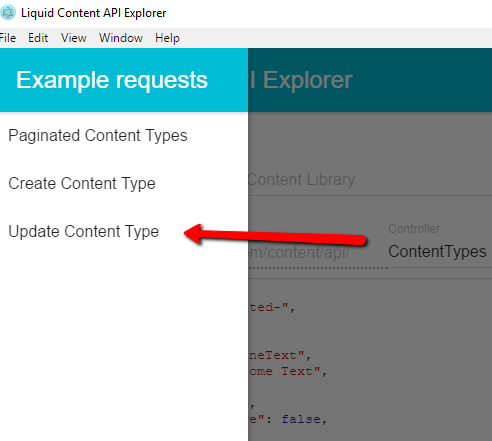 Liquid Content API Explorer
File Edit View Window Help
Example requests
I Explorer
Paginated Content Types
Content Library
Create Content Type
Controller
Update Content Type
om/content/api/ ContentTypes
ted-",
neText",
ome Text",
,
e": false,